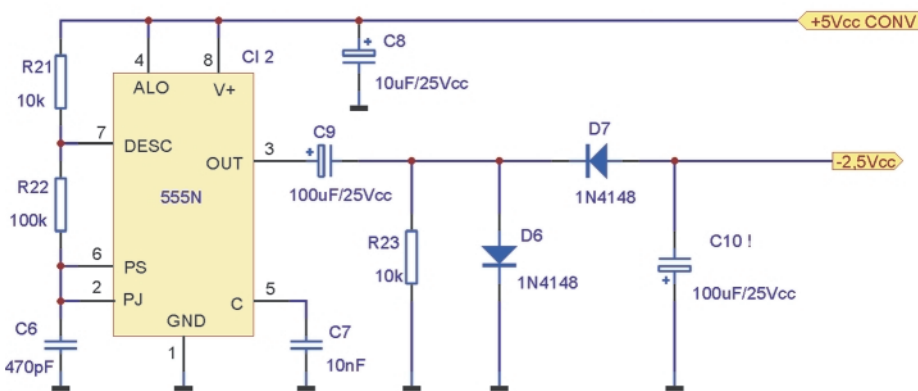 +5Vcc CONV
CI 2
C8
10uF/25Vcc
4
8
ALO
V+
R21
10k
7
DESC
3
OUT
C9
100uF/25Vcc
D7
1N4148
-2,5Vcc
R22
100k
555N
R23
10k
D6
1N4148
C10 !
100uF/25Vcc
6
PS
2
PJ
5
C
GND
1
C6
470pF
C7
10nF
+
+
+